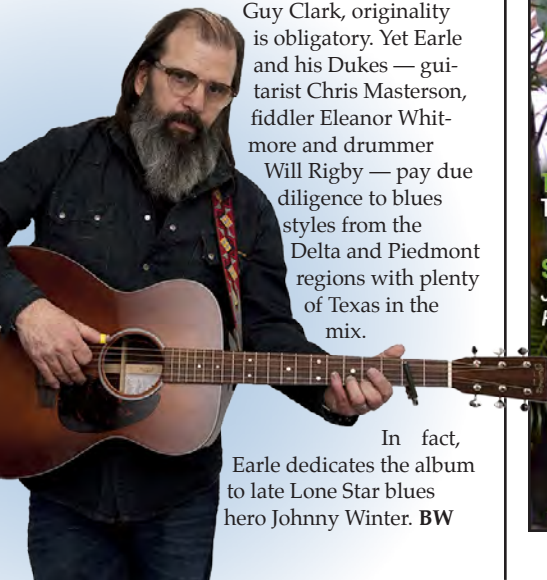 Guy Clark, originality
is obligatory. Yet Earle
and his Dukes — gui-
tarist Chris Masterson,
fiddler Eleanor Whit-
more and drummer
Will Rigby — pay due
diligence to blues
styles from the
Delta and Piedmont
regions with plenty
of Texas in the
mix.
In fact,
Earle dedicates the album
to late Lone Star blues
hero Johnny Winter. BW